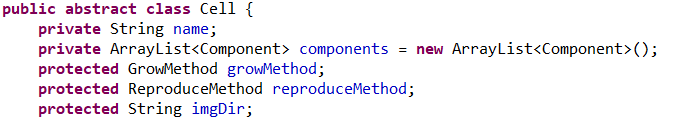 public abstract class Cell {
    private String name;
    private ArrayList<Component> components = new ArrayList<Component>();
    protected GrowMethod growMethod;
    protected ReproduceMethod reproduceMethod;
    protected String imgDir;